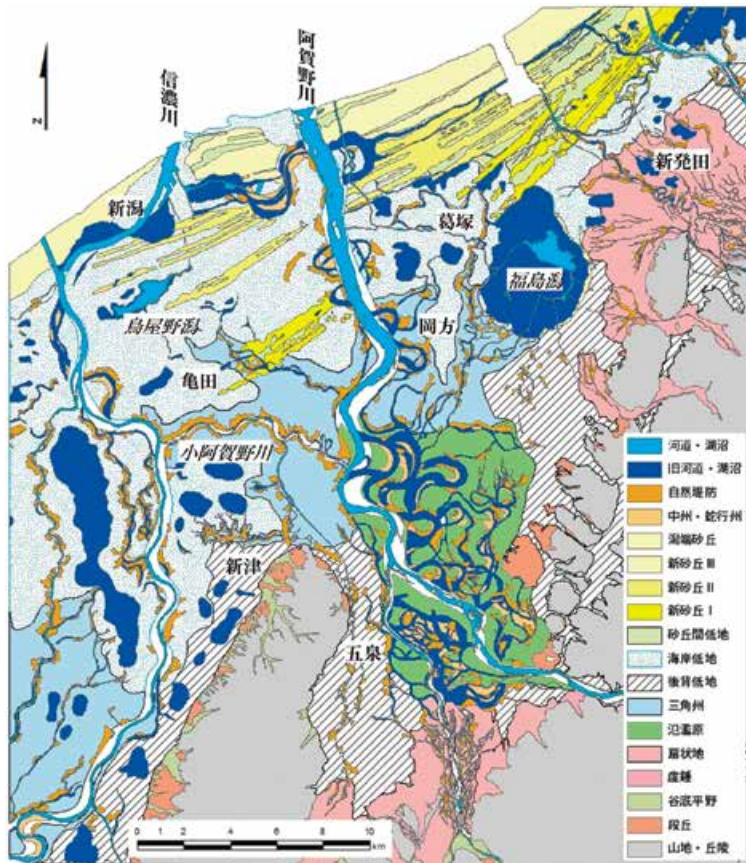 阿賀野川
信濃川
N
新発田
新潟
葛塚
福島潟
鳥屋野潟
岡方
亀田
小阿賀野川
新津
五泉
河道・湖沼
旧河道・湖沼
自然堤防
中州・蛇行州
潟端砂丘
新砂丘Ⅲ
新砂丘Ⅱ
新砂丘Ⅰ
砂丘間低地
海岸低地
後背低地
三角州
氾濫原
扇状地
崖錐
谷底平野
段丘
山地・丘陵
0 1 2 4 6 8 10
km